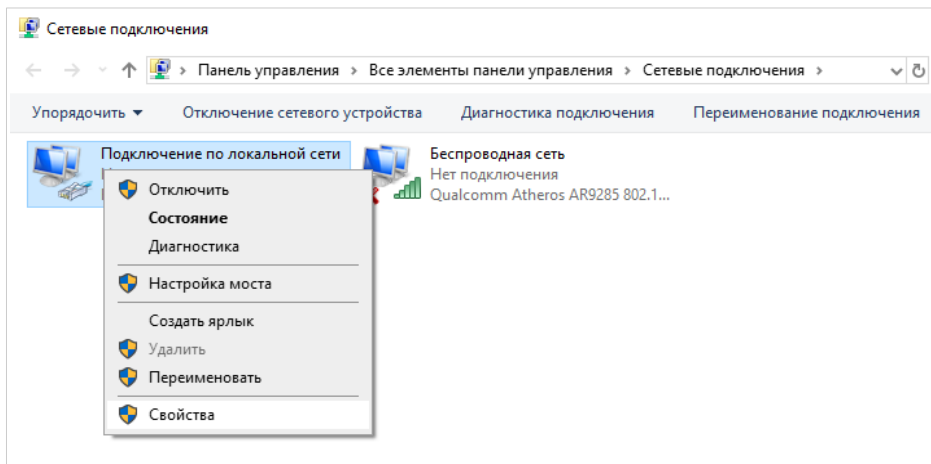 Сетевые подключения
Панель управления > Все элементы панели управления > Сетевые подключения >
Упорядочить Отключение сетевого устройства Диагностика подключения Переименование подключения
Подключение по локальной сети
Беспроводная сеть
Нет подключения
Qualcomm Atheros AR9285 802.1...
Отключить
Состояние
Диагностика
Настройка моста
Создать ярлык
Удалить
Переименовать
Свойства